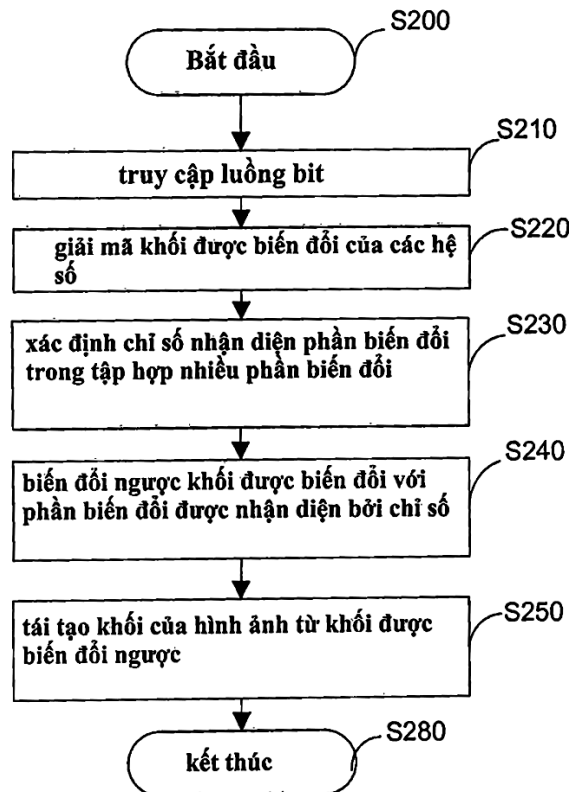 S200
Bắt đầu
S210
truy cập luồng bit
S220
giải mã khối được biến đổi của các hệ
số
S230
xác định chỉ số nhận diện phần biến đổi
trong tập hợp nhiều phần biến đổi
S240
biến đổi ngược khối được biến đổi với
phần biến đổi được nhận diện bởi chỉ số
S250
tái tạo khối của hình ảnh từ khối được
biến đổi ngược
S280
kết thúc